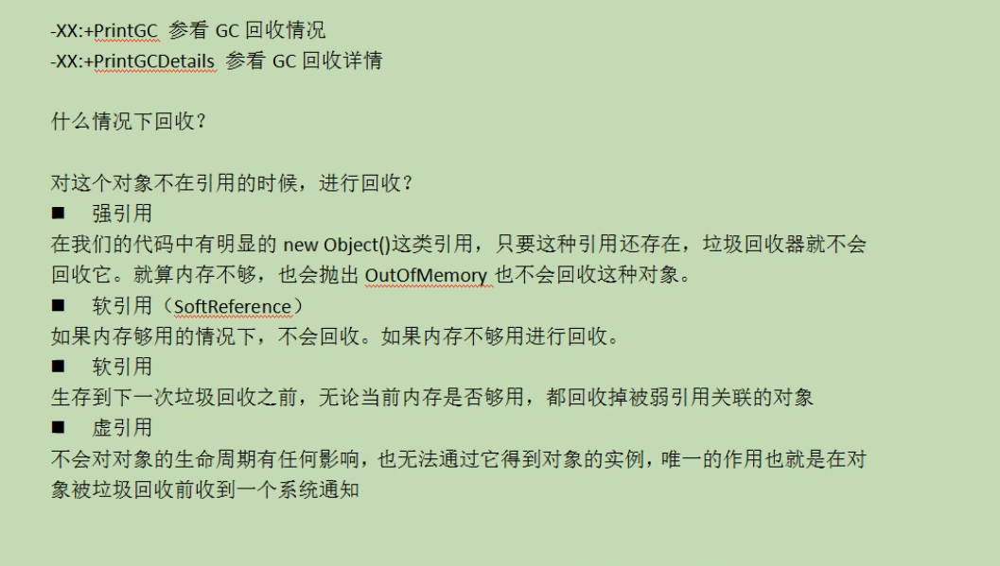 -XX:+PrintGC 参看 GC 回收情况
-XX:+PrintGCDetails 参看 GC 回收详情
什么情况下回收？
对这个对象不在引用的时候，进行回收？
■ 强引用
在我们的代码中有明显的 new Object()这类引用，只要这种引用还存在，垃圾回收器就不会
回收它。就算内存不够，也会抛出 OutOfMemory 也不会回收这种对象。
■ 软引用（SoftReference）
如果内存够用的情况下，不会回收。如果内存不够用进行回收。
■ 软引用
生存到下一次垃圾回收之前，无论当前内存是否够用，都回收掉被弱引用关联的对象
■ 虚引用
不会对对象的生命周期有任何影响，也无法通过它得到对象的实例，唯一的作用也就是在对
象被垃圾回收前收到一个系统通知